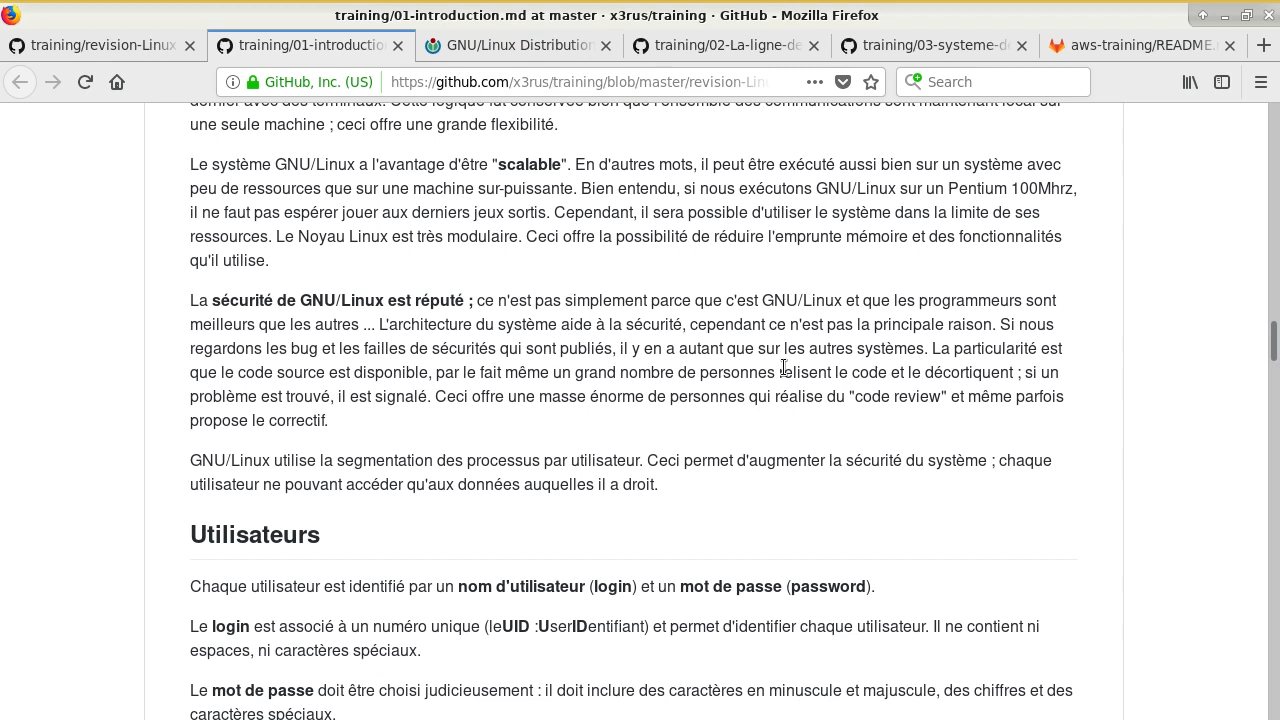 training/01-introduction.md at master · x3rus/training · GitHub - Mozilla Firefox
training/revision-Linux
training/01-introductio
GNU/Linux Distribution
training/02-La-ligne-de
training/03-systeme-d
aws-training/README.
GitHub, Inc. (US)
https://github.com/x3rus/training/blob/master/revision-Lin
Search
dernier avec des terminaux. Cette logique fut conservée bien que l'ensemble des communications sont maintenant local sur
une seule machine ; ceci offre une grande flexibilité.
Le système GNU/Linux a l'avantage d'être "scalable". En d'autres mots, il peut être exécuté aussi bien sur un système avec
peu de ressources que sur une machine sur-puissante. Bien entendu, si nous exécutons GNU/Linux sur un Pentium 100Mhrz,
il ne faut pas espérer jouer aux derniers jeux sortis. Cependant, il sera possible d'utiliser le système dans la limite de ses
ressources. Le Noyau Linux est très modulaire. Ceci offre la possibilité de réduire l'emprunte mémoire et des fonctionnalités
qu'il utilise.
La sécurité de GNU/Linux est réputé ; ce n'est pas simplement parce que c'est GNU/Linux et que les programmeurs sont
meilleurs que les autres ... L'architecture du système aide à la sécurité, cependant ce n'est pas la principale raison. Si nous
regardons les bug et les failles de sécurités qui sont publiés, il y en a autant que sur les autres systèmes. La particularité est
que le code source est disponible, par le fait même un grand nombre de personnes relisent le code et le décortiquent ; si un
problème est trouvé, il est signalé. Ceci offre une masse énorme de personnes qui réalise du "code review" et même parfois
propose le correctif.
GNU/Linux utilise la segmentation des processus par utilisateur. Ceci permet d'augmenter la sécurité du système ; chaque
utilisateur ne pouvant accéder qu'aux données auquelles il a droit.
Utilisateurs
Chaque utilisateur est identifié par un nom d'utilisateur (login) et un mot de passe (password).
Le login est associé à un numéro unique (leUID :UserIDentifiant) et permet d'identifier chaque utilisateur. Il ne contient ni
espaces, ni caractères spéciaux.
Le mot de passe doit être choisi judicieusement : il doit inclure des caractères en minuscule et majuscule, des chiffres et des
caractères spéciaux.